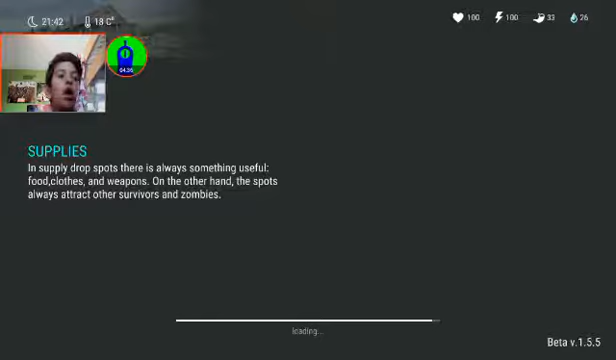 21:42 18 C° 100 100 33 26
04:36
SUPPLIES
In supply drop spots there is always something useful:
food,clothes, and weapons. On the other hand, the spots
always attract other survivors and zombies.
loading...
Beta v.1.5.5